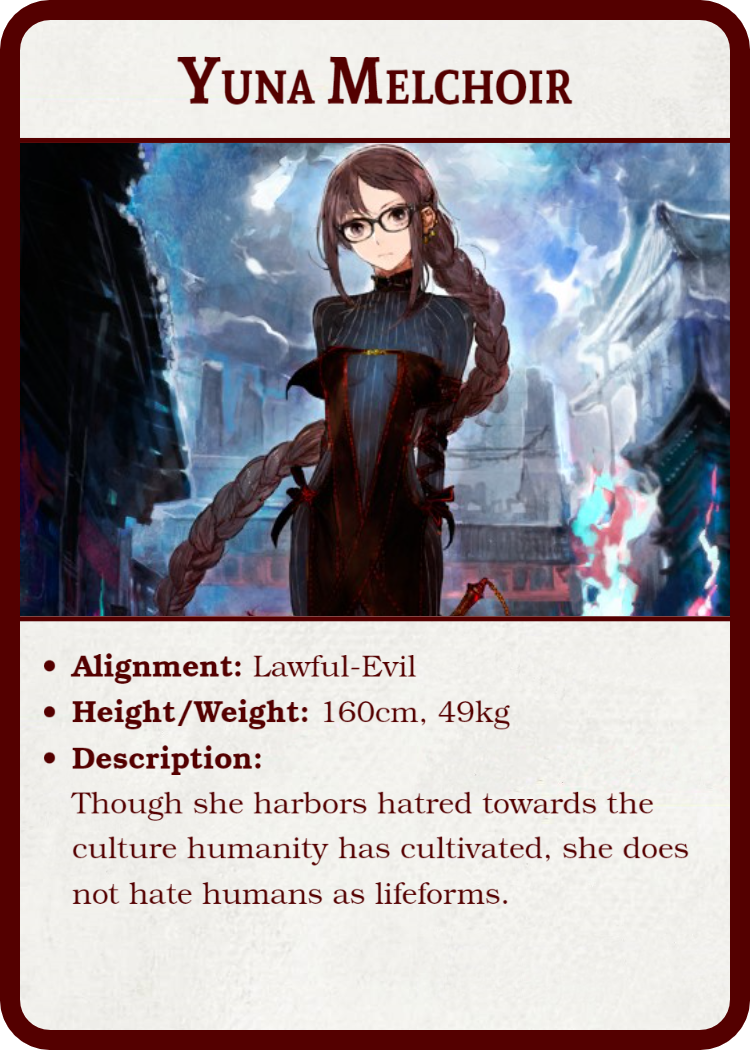 Yuna Melchoir
• Alignment: Lawful-Evil
• Height/Weight: 160cm, 49kg
• Description:
Though she harbors hatred towards the
culture humanity has cultivated, she does
not hate humans as lifeforms.